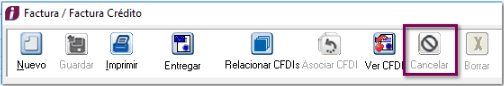 Factura / Factura Crédito
Nuevo Guardar Imprimir Entregar Relacionar CFDIs Asociar CFDI Ver CFDI Cancelar Borrar